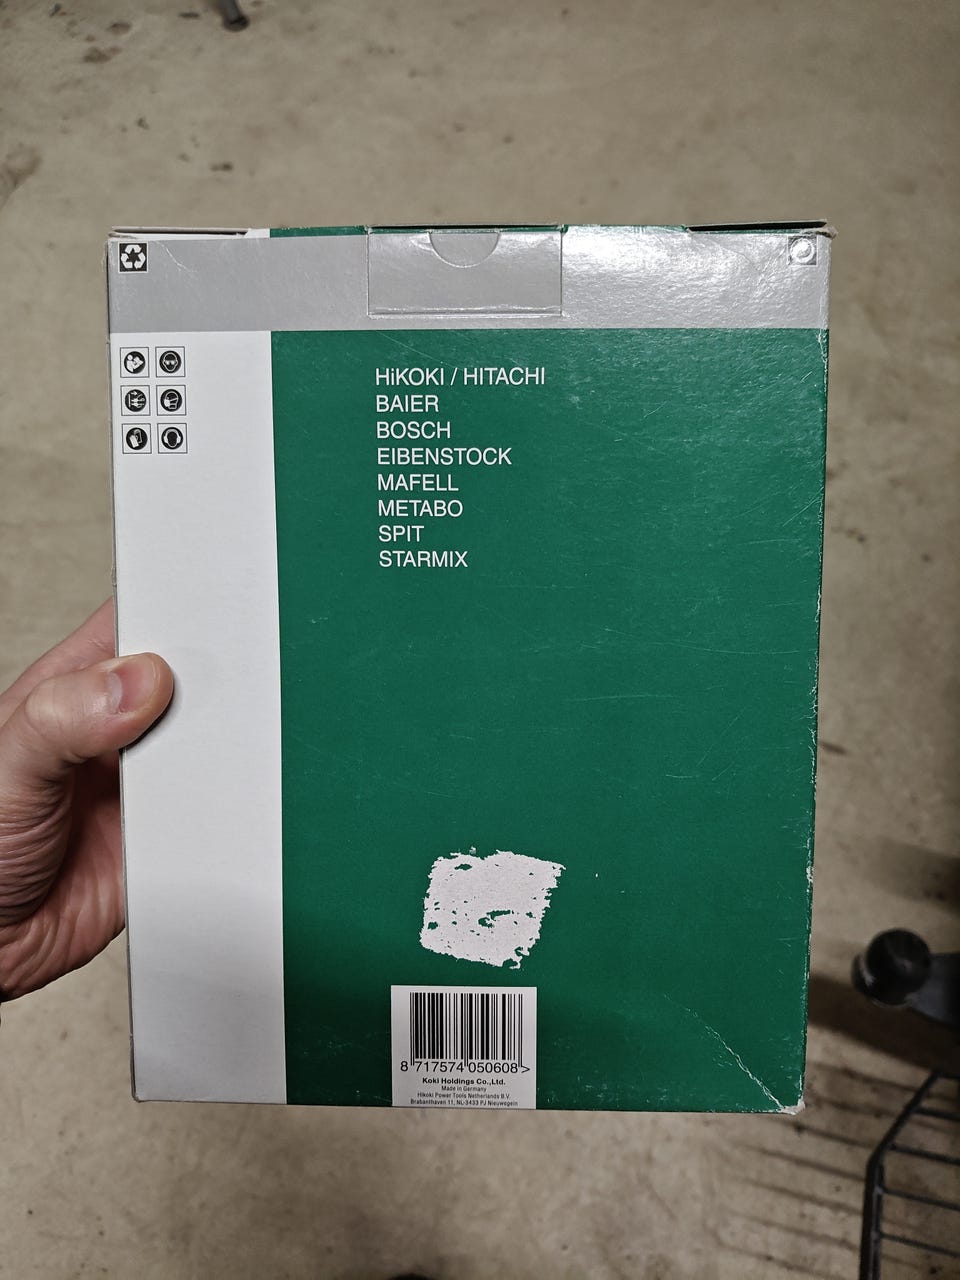 HiKOKI / HITACHI
BAIER
BOSCH
EIBENSTOCK
MAFELL
METABO
SPIT
STARMIX
8 717574 050608 >
Koki Holdings Co.,Ltd.
Made in Germany
Hikoki Power Tools Netherlands B.V.
Brabanthaven 11, NL-3433 PJ Nieuwegein